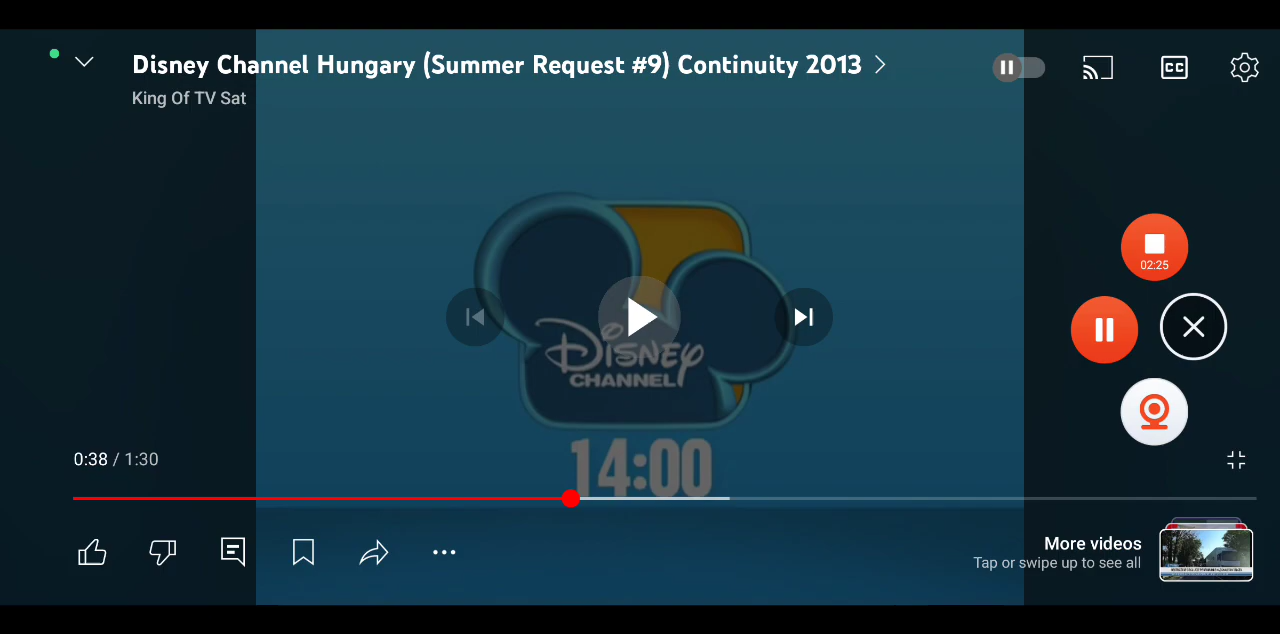 Disney Channel Hungary (Summer Request #9) Continuity 2013
King Of TV Sat
CC
02:25
Disney
CHANNEL
14:00
0:38 / 1:30
More videos
Tap or swipe up to see all